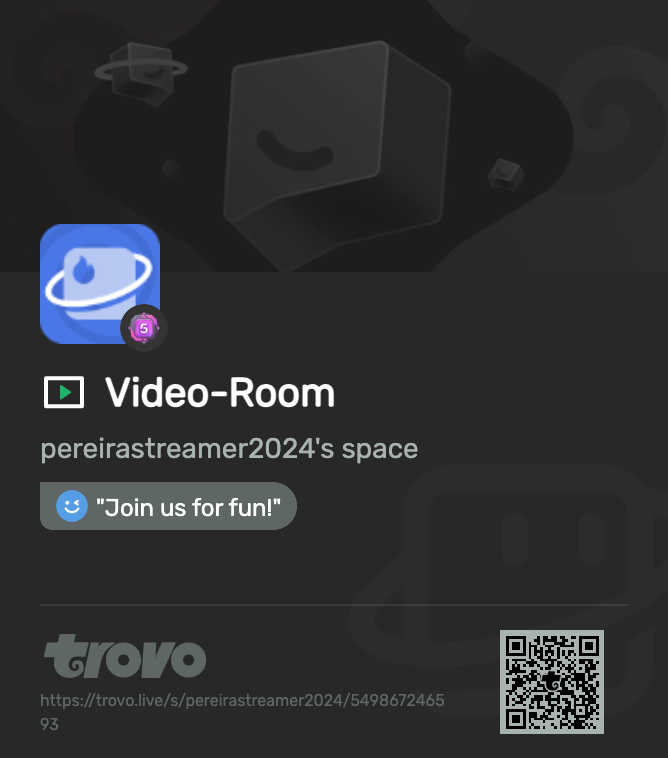 5
Video-Room
pereirastreamer2024's space
"Join us for fun!"
trovo
https://trovo.live/s/pereirastreamer2024/5498672465
93